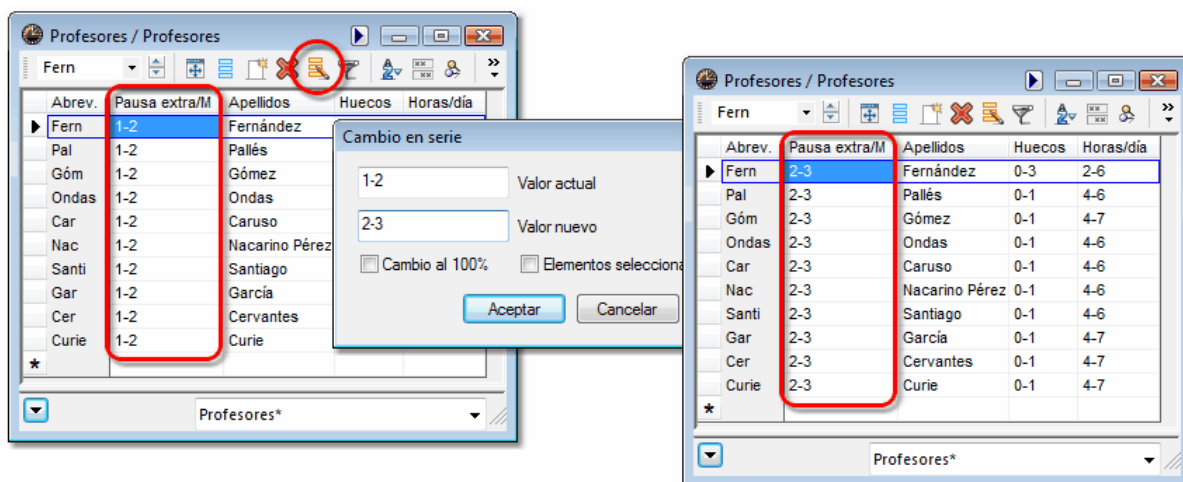 Profesores / Profesores
Fern
Abrev. Pausa extra/M Apellidos Huecos Horas/día
Fern 1-2 Fernández
Pal 1-2 Pallés
Góm 1-2 Gómez
Ondas 1-2 Ondas
Car 1-2 Caruso
Nac 1-2 Nacarino Pérez
Santi 1-2 Santiago
Gar 1-2 García
Cer 1-2 Cervantes
Curie 1-2 Curie
*
Profesores*
Cambio en serie
1-2 Valor actual
2-3 Valor nuevo
Cambio al 100% Elementos selecciona
Aceptar Cancelar
Profesores / Profesores
Fern
Abrev. Pausa extra/M Apellidos Huecos Horas/día
Fern 2-3 Fernández 0-3 2-6
Pal 2-3 Pallés 0-1 4-6
Góm 2-3 Gómez 0-1 4-7
Ondas 2-3 Ondas 0-1 4-6
Car 2-3 Caruso 0-1 4-6
Nac 2-3 Nacarino Pérez 0-1 4-6
Santi 2-3 Santiago 0-1 4-6
Gar 2-3 García 0-1 4-7
Cer 2-3 Cervantes 0-1 4-7
Curie 2-3 Curie 0-1 4-7
*
Profesores*